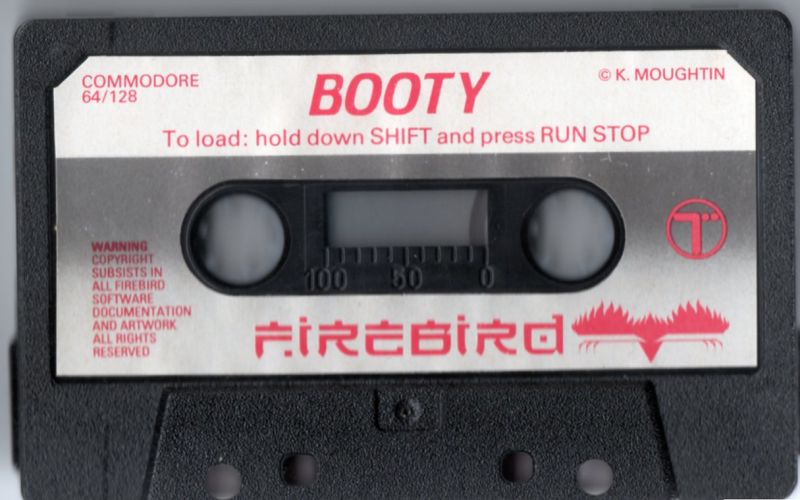 COMMODORE
64/128
BOOTY
© K. MOUGHTIN
To load: hold down SHIFT and press RUN STOP
WARNING
COPYRIGHT
SUBSISTS IN
ALL FIREBIRD
SOFTWARE
DOCUMENTATION
AND ARTWORK
ALL RIGHTS
RESERVED
100 50 0
T
FIREBIRD